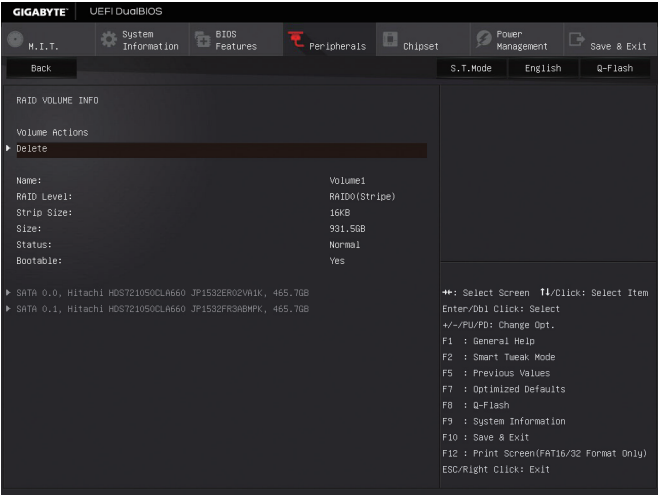 GIGABYTE™ UEFI DualBIOS
M.I.T. System Information BIOS Features Peripherals Chipset Power Management Save & Exit
Back S.T.Mode English Q-Flash
RAID VOLUME INFO
Volume Actions
Delete
Name: Volume1
RAID Level: RAID0(Stripe)
Strip Size: 16KB
Size: 931.5GB
Status: Normal
Bootable: Yes
SATA 0.0, Hitachi HDS721050CLA660 JP1532ER02VA1K, 465.7GB
SATA 0.1, Hitachi HDS721050CLA660 JP1532FR3ABMPK, 465.7GB
→←: Select Screen ↑↓/Click: Select Item
Enter/Dbl Click: Select
+/-/PU/PD: Change Opt.
F1 : General Help
F2 : Smart Tweak Mode
F5 : Previous Values
F7 : Optimized Defaults
F8 : Q-Flash
F9 : System Information
F10 : Save & Exit
F12 : Print Screen(FAT16/32 Format Only)
ESC/Right Click: Exit